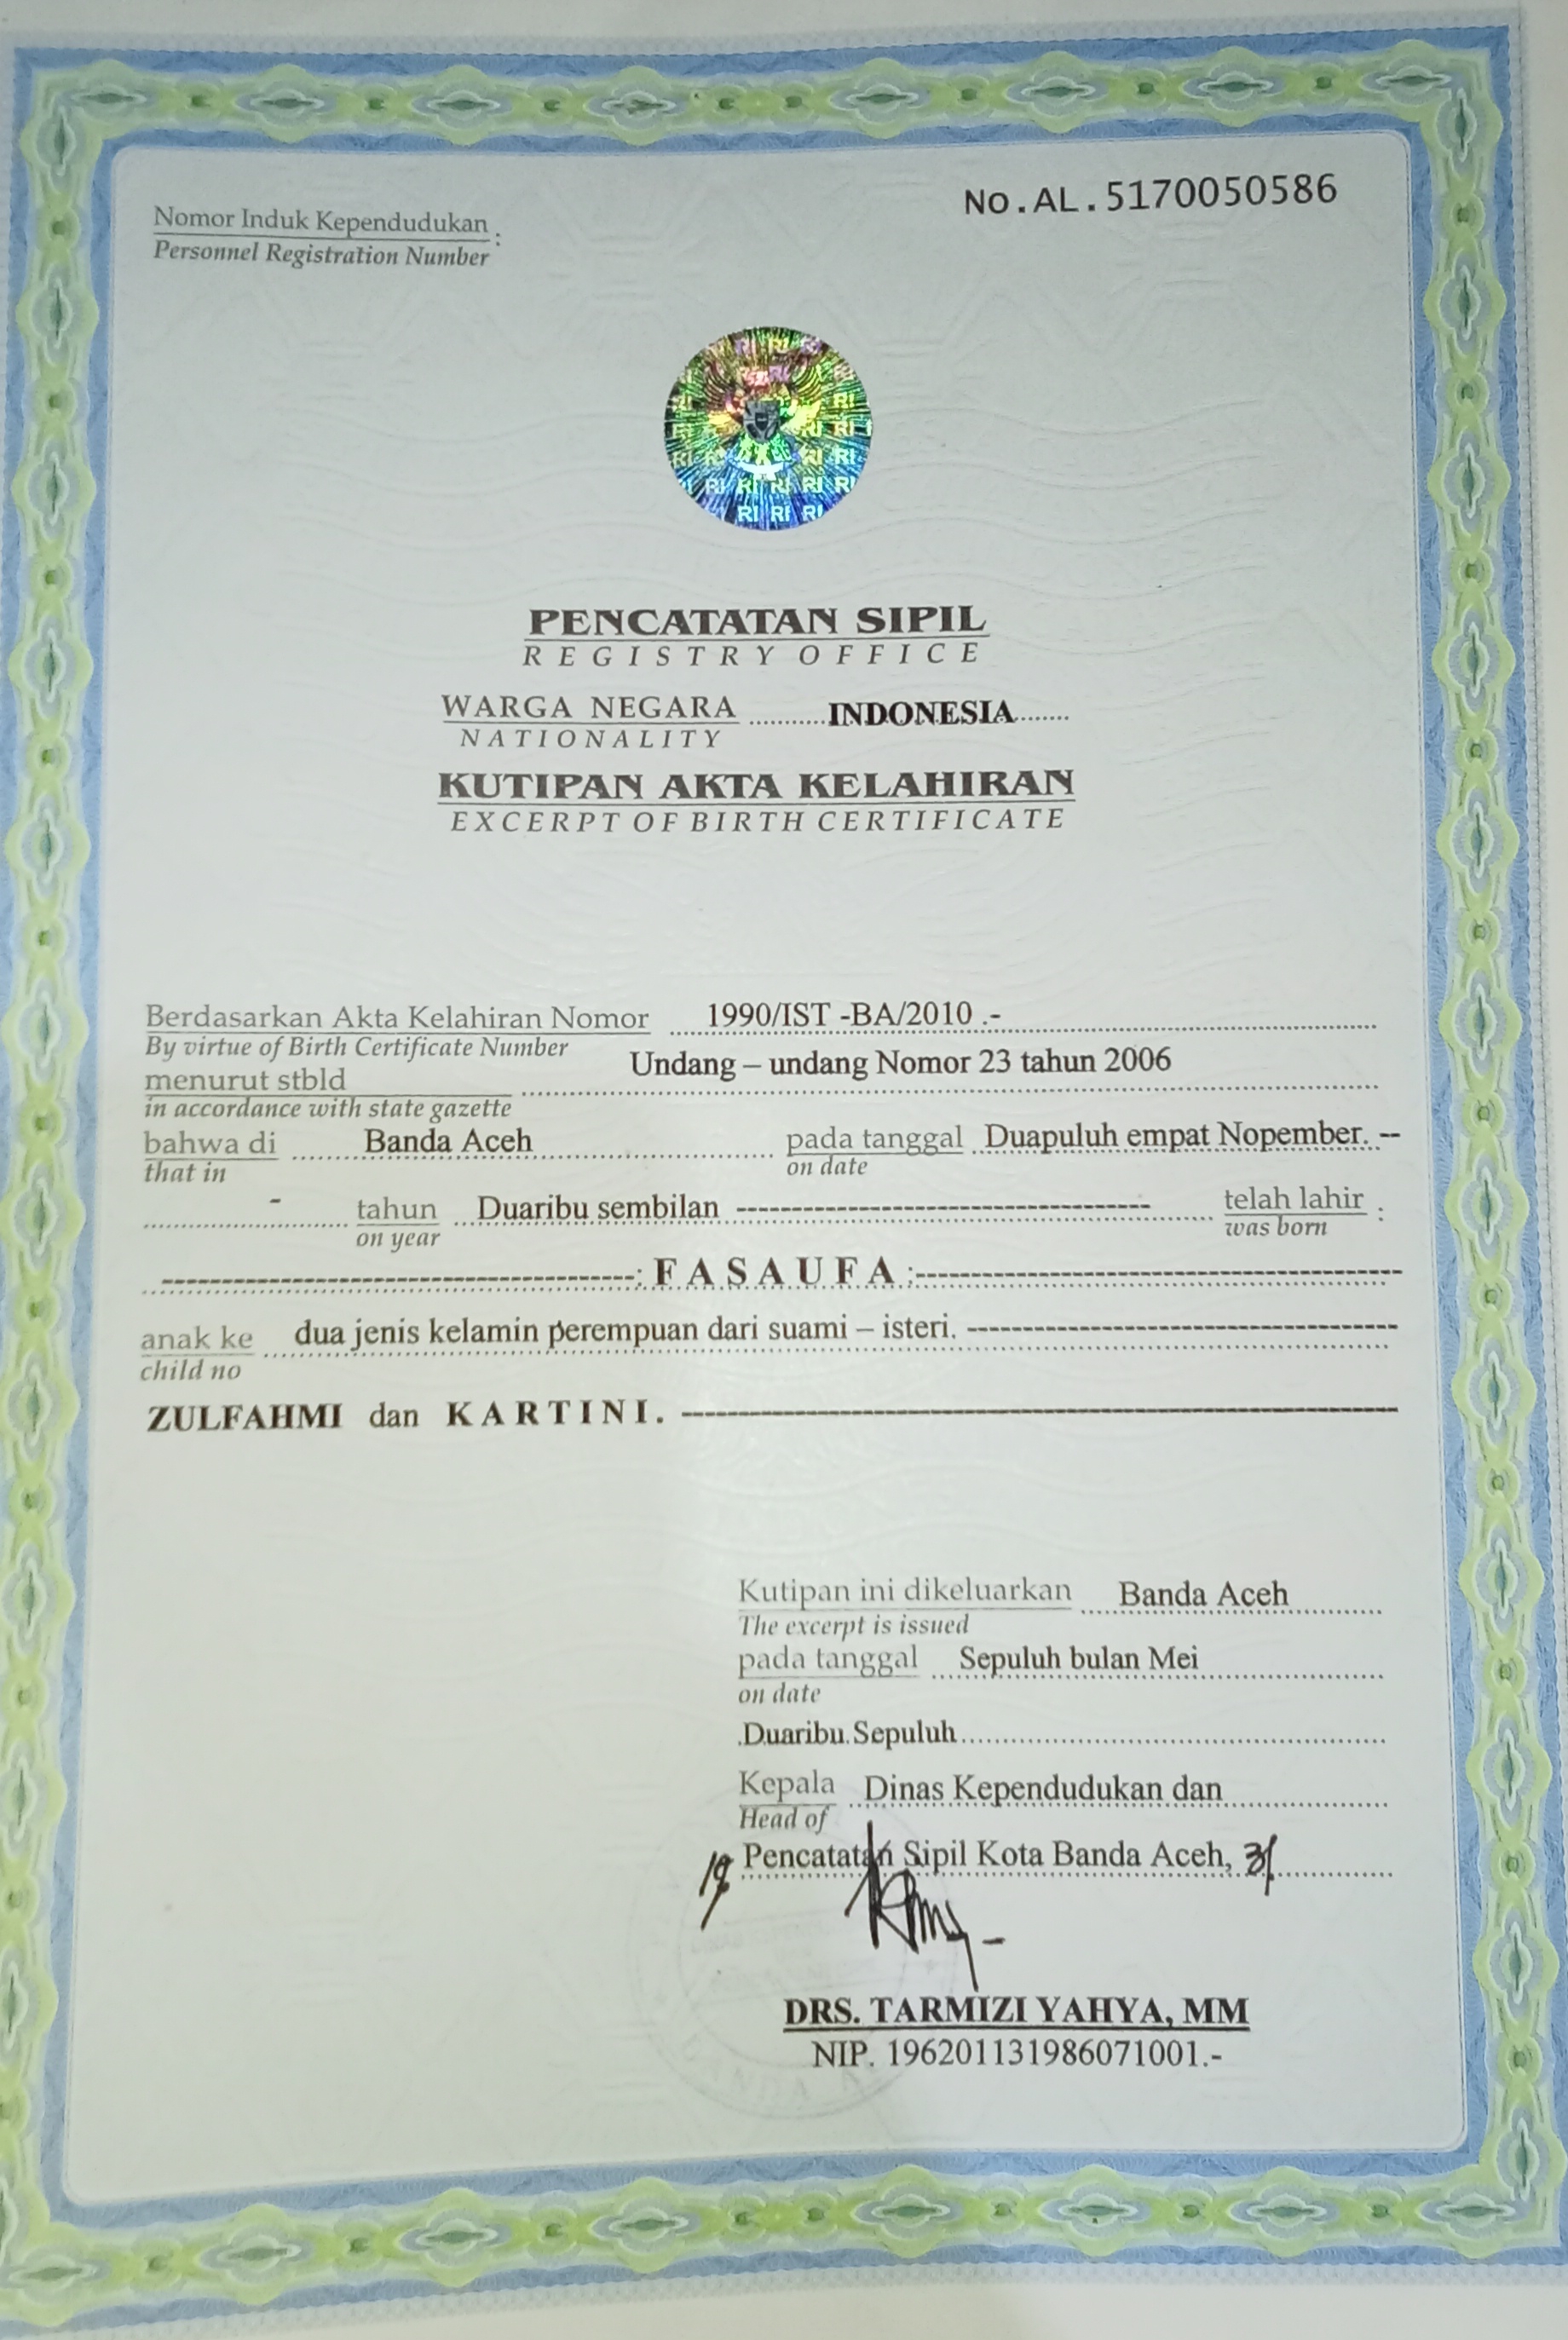 No.AL.5170050586
Nomor Induk Kependudukan :
Personnel Registration Number
PENCATATAN SIPIL
REGISTRY OFFICE
WARGA NEGARA ........... INDONESIA ........
NATIONALITY
KUTIPAN AKTA KELAHIRAN
EXCERPT OF BIRTH CERTIFICATE
Berdasarkan Akta Kelahiran Nomor 1990/IST -BA/2010 .-
By virtue of Birth Certificate Number
menurut stbld Undang – undang Nomor 23 tahun 2006
in accordance with state gazette
bahwa di Banda Aceh pada tanggal Duapuluh empat Nopember. --
that in on date
- tahun Duaribu sembilan ----------------------------------- telah lahir :
on year was born
----------------------------------------: F A S A U F A :-----------------------------------------
anak ke dua jenis kelamin perempuan dari suami – isteri. ------------------------------------
child no
ZULFAHMI dan K A R T I N I. ------------------------------------------------------------
Kutipan ini dikeluarkan Banda Aceh
The excerpt is issued
pada tanggal Sepuluh bulan Mei
on date
Duaribu Sepuluh
Kepala Dinas Kependudukan dan
Head of
Pencatatan Sipil Kota Banda Aceh,
DRS. TARMIZI YAHYA, MM
NIP. 196201131986071001.-